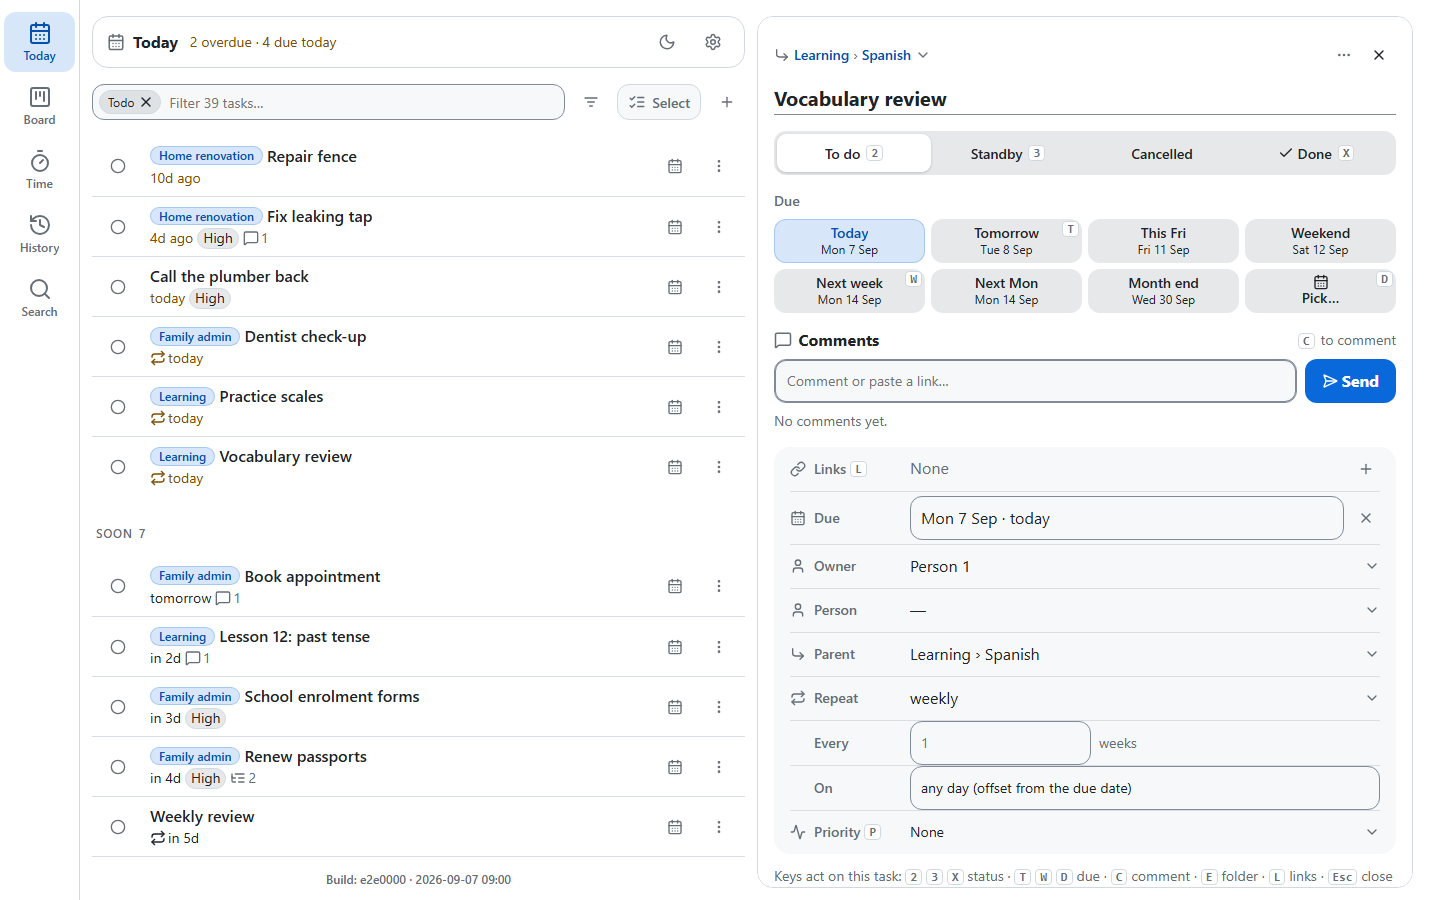 Today
Board
Time
History
Search
Today 2 overdue · 4 due today
Todo Filter 39 tasks... Select
Home renovation Repair fence
10d ago
Home renovation Fix leaking tap
4d ago High 1
Call the plumber back
today High
Family admin Dentist check-up
today
Learning Practice scales
today
Learning Vocabulary review
today
SOON 7
Family admin Book appointment
tomorrow 1
Learning Lesson 12: past tense
in 2d 1
Family admin School enrolment forms
in 3d High
Family admin Renew passports
in 4d High 2
Weekly review
in 5d
Build: e2e0000 · 2026-09-07 09:00
Learning › Spanish
Vocabulary review
To do 2 Standby 3 Cancelled Done X
Due
Today
Mon 7 Sep
Tomorrow T
Tue 8 Sep
This Fri
Fri 11 Sep
Weekend
Sat 12 Sep
Next week W
Mon 14 Sep
Next Mon
Mon 14 Sep
Month end
Wed 30 Sep
Pick... D
Comments C to comment
Comment or paste a link... Send
No comments yet.
Links L None
Due Mon 7 Sep · today
Owner Person 1
Person —
Parent Learning › Spanish
Repeat weekly
Every 1 weeks
On any day (offset from the due date)
Priority P None
Keys act on this task: 2 3 X status · T W D due · C comment · E folder · L links · Esc close